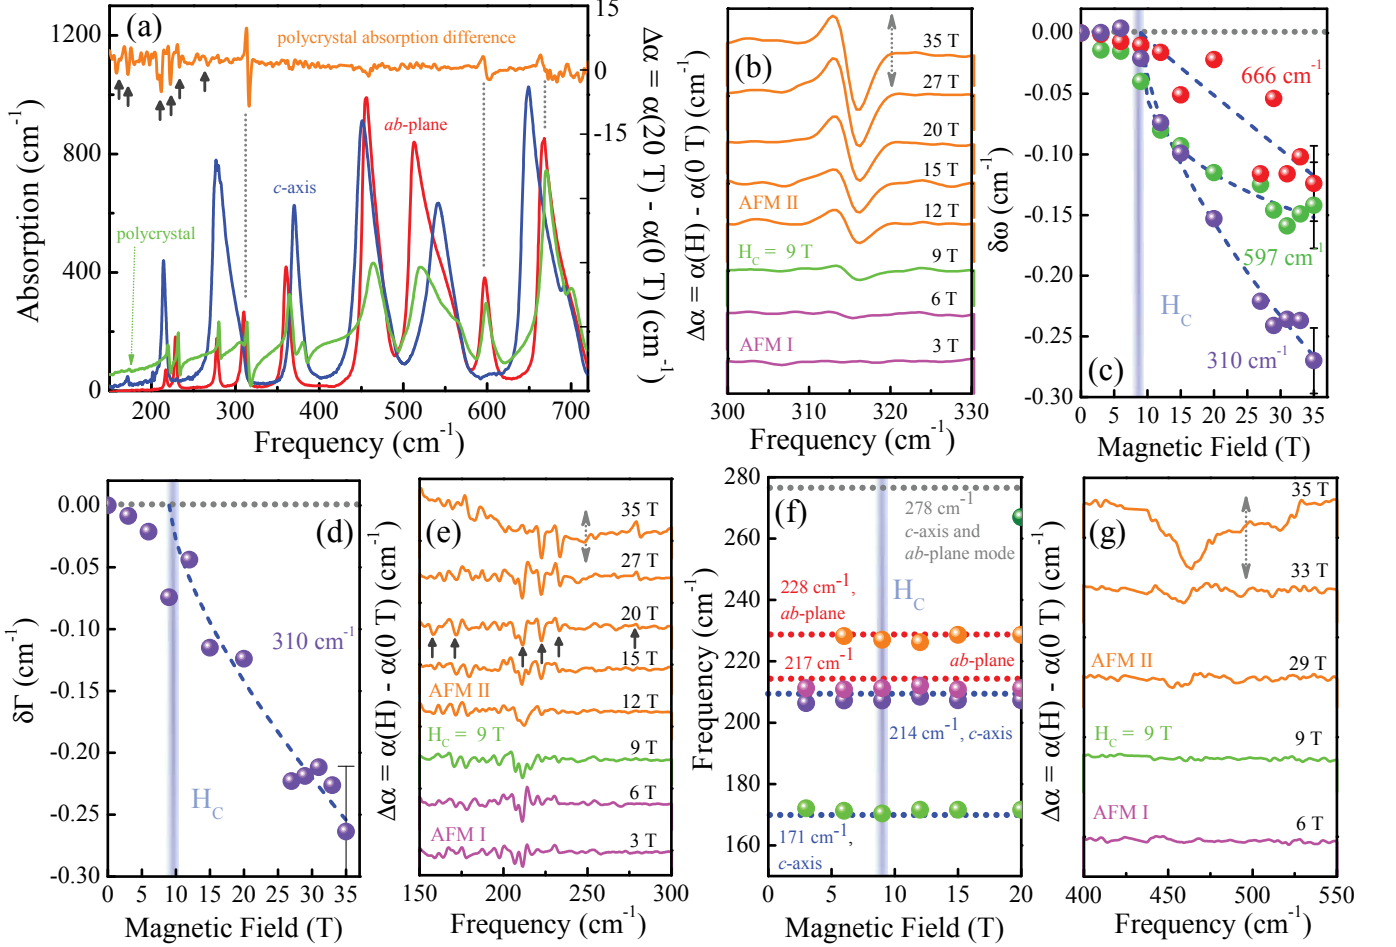 (a)
polycrystal absorption difference
ab-plane
c-axis
polycrystal
1200
800
400
0
15
0
-15
200 300 400 500 600 700
Absorption (cm⁻¹)
Frequency (cm⁻¹)
Δα = α(20 T) - α(0 T) (cm⁻¹)
(b)
35 T
27 T
20 T
15 T
AFM II
12 T
H_C = 9 T
9 T
6 T
AFM I
3 T
300 310 320 330
Frequency (cm⁻¹)
Δα = α(H) - α(0 T) (cm⁻¹)
0.00
-0.05
-0.10
-0.15
-0.20
-0.25
-0.30
δω (cm⁻¹)
666 cm⁻¹
597 cm⁻¹
H_C
310 cm⁻¹
(c)
0 5 10 15 20 25 30 35
Magnetic Field (T)
0.00
-0.05
-0.10
-0.15
-0.20
-0.25
-0.30
δΓ (cm⁻¹)
(d)
310 cm⁻¹
H_C
0 5 10 15 20 25 30 35
Magnetic Field (T)
Δα = α(H) - α(0 T) (cm⁻¹)
(e)
35 T
27 T
20 T
15 T
AFM II
12 T
H_C = 9 T
9 T
6 T
AFM I
3 T
150 200 250 300
Frequency (cm⁻¹)
280
260
240
220
200
180
160
Frequency (cm⁻¹)
(f)
278 cm⁻¹
c-axis and
ab-plane mode
H_C
228 cm⁻¹,
ab-plane
217 cm⁻¹
ab-plane
214 cm⁻¹, c-axis
171 cm⁻¹,
c-axis
0 5 10 15 20
Magnetic Field (T)
Δα = α(H) - α(0 T) (cm⁻¹)
(g)
35 T
33 T
AFM II
29 T
H_C = 9 T
9 T
AFM I
6 T
400 450 500 550
Frequency (cm⁻¹)